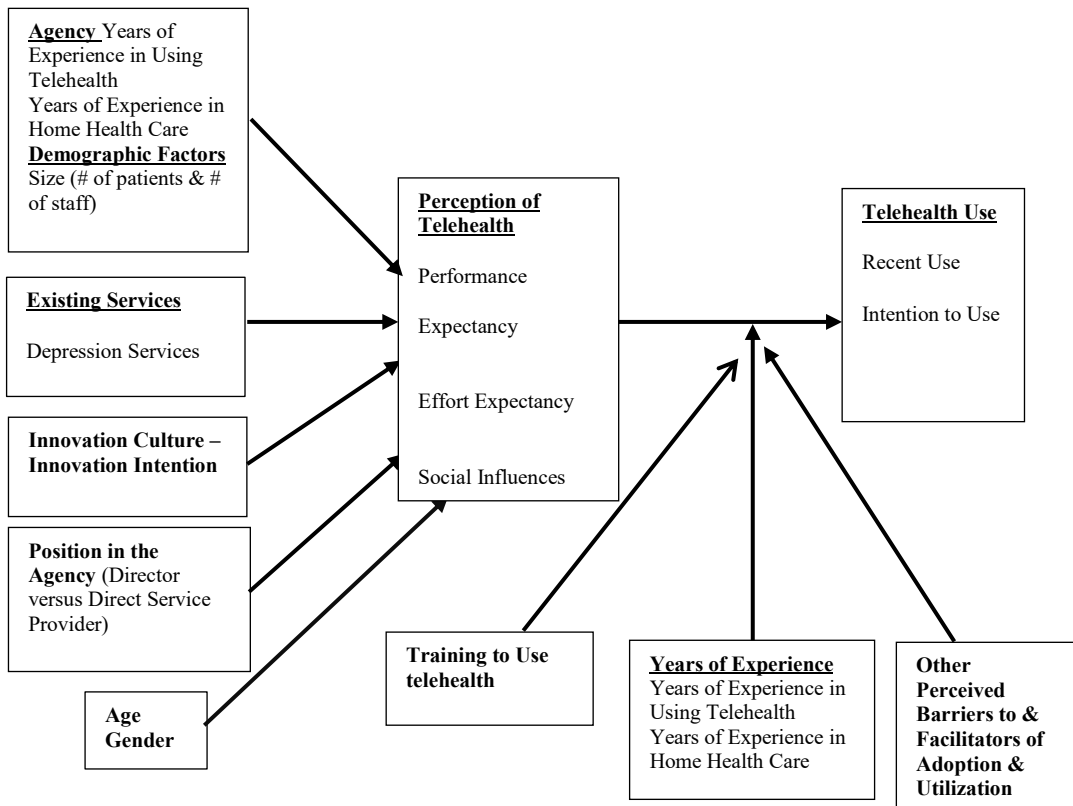 Agency Years of
Experience in Using
Telehealth
Years of Experience in
Home Health Care
Demographic Factors
Size (# of patients & #
of staff)
Existing Services
Depression Services
Innovation Culture –
Innovation Intention
Position in the
Agency (Director
versus Direct Service
Provider)
Age
Gender
Perception of
Telehealth
Performance
Expectancy
Effort Expectancy
Social Influences
Training to Use
telehealth
Years of Experience
Years of Experience in
Using Telehealth
Years of Experience in
Home Health Care
Other
Perceived
Barriers to &
Facilitators of
Adoption &
Utilization
Telehealth Use
Recent Use
Intention to Use